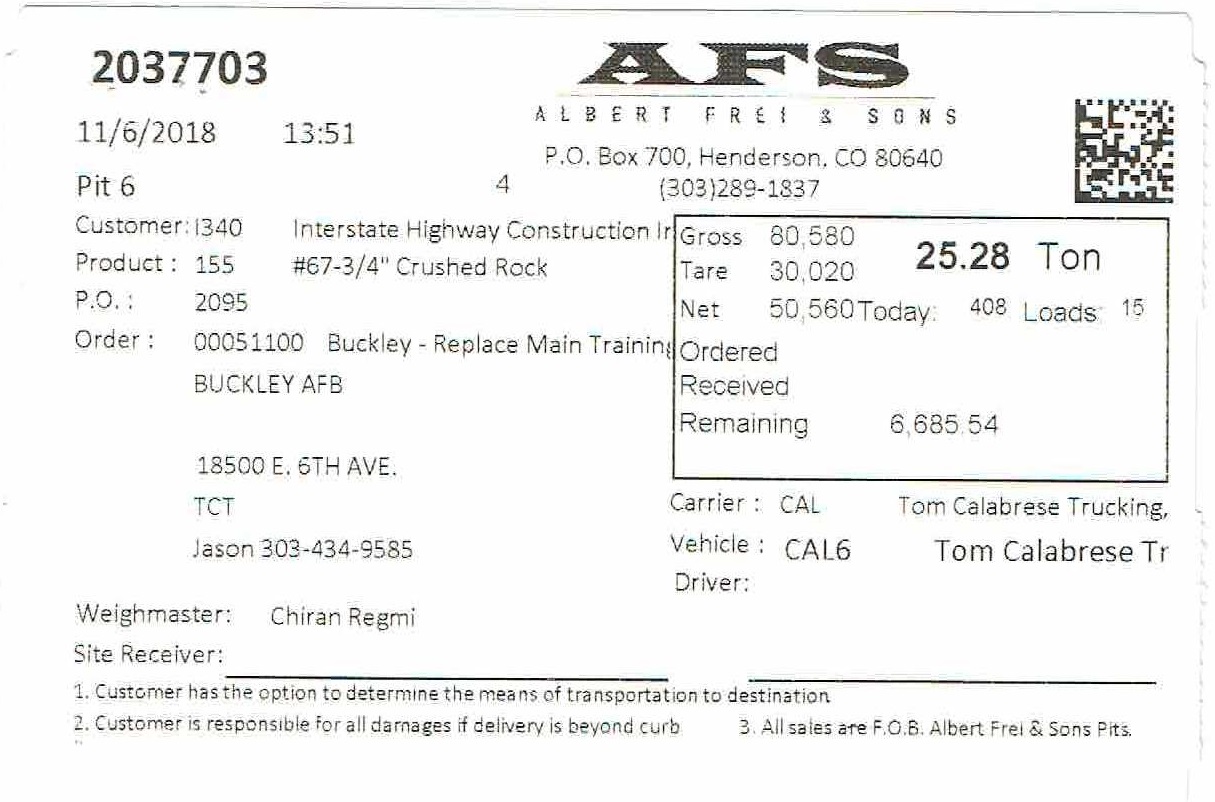 2037703
AFS
ALBERT FREI & SONS
11/6/2018 13:51
P.O. Box 700, Henderson, CO 80640
Pit 6 4 (303)289-1837
Customer: I340 Interstate Highway Construction In
Product : 155 #67-3/4" Crushed Rock
P.O. : 2095
Order : 00051100 Buckley - Replace Main Training
BUCKLEY AFB
18500 E. 6TH AVE.
TCT
Jason 303-434-9585
Gross 80,580 25.28 Ton
Tare 30,020
Net 50,560 Today: 408 Loads: 15
Ordered
Received
Remaining 6,685.54
Carrier : CAL Tom Calabrese Trucking,
Vehicle : CAL6 Tom Calabrese Tr
Driver:
Weighmaster: Chiran Regmi
Site Receiver:
1. Customer has the option to determine the means of transportation to destination
2. Customer is responsible for all damages if delivery is beyond curb 3. All sales are F.O.B. Albert Frei & Sons Pits.